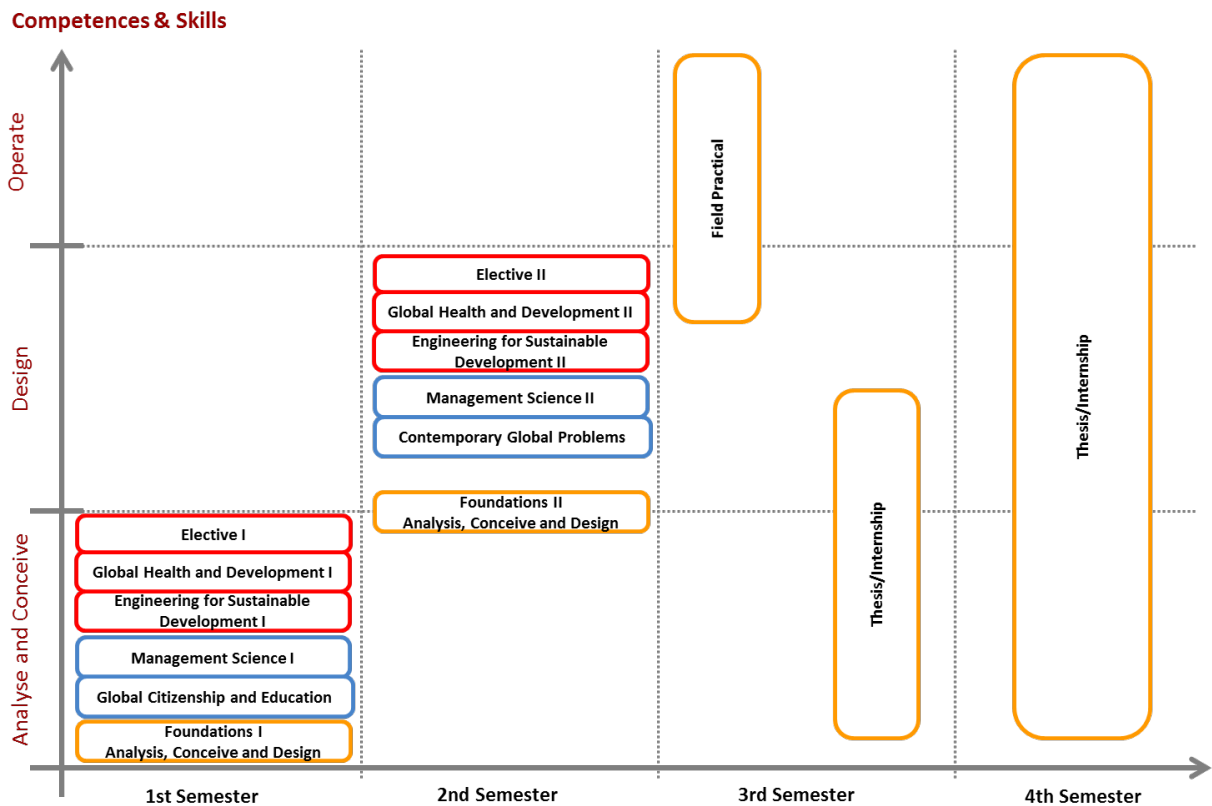 Competences & Skills
Operate
Design
Analyse and Conceive
Elective I
Global Health and Development I
Engineering for Sustainable
Development I
Management Science I
Global Citizenship and Education
Foundations I
Analysis, Conceive and Design
Elective II
Global Health and Development II
Engineering for Sustainable
Development II
Management Science II
Contemporary Global Problems
Foundations II
Analysis, Conceive and Design
Field Practical
Thesis/Internship
Thesis/Internship
1st Semester
2nd Semester
3rd Semester
4th Semester